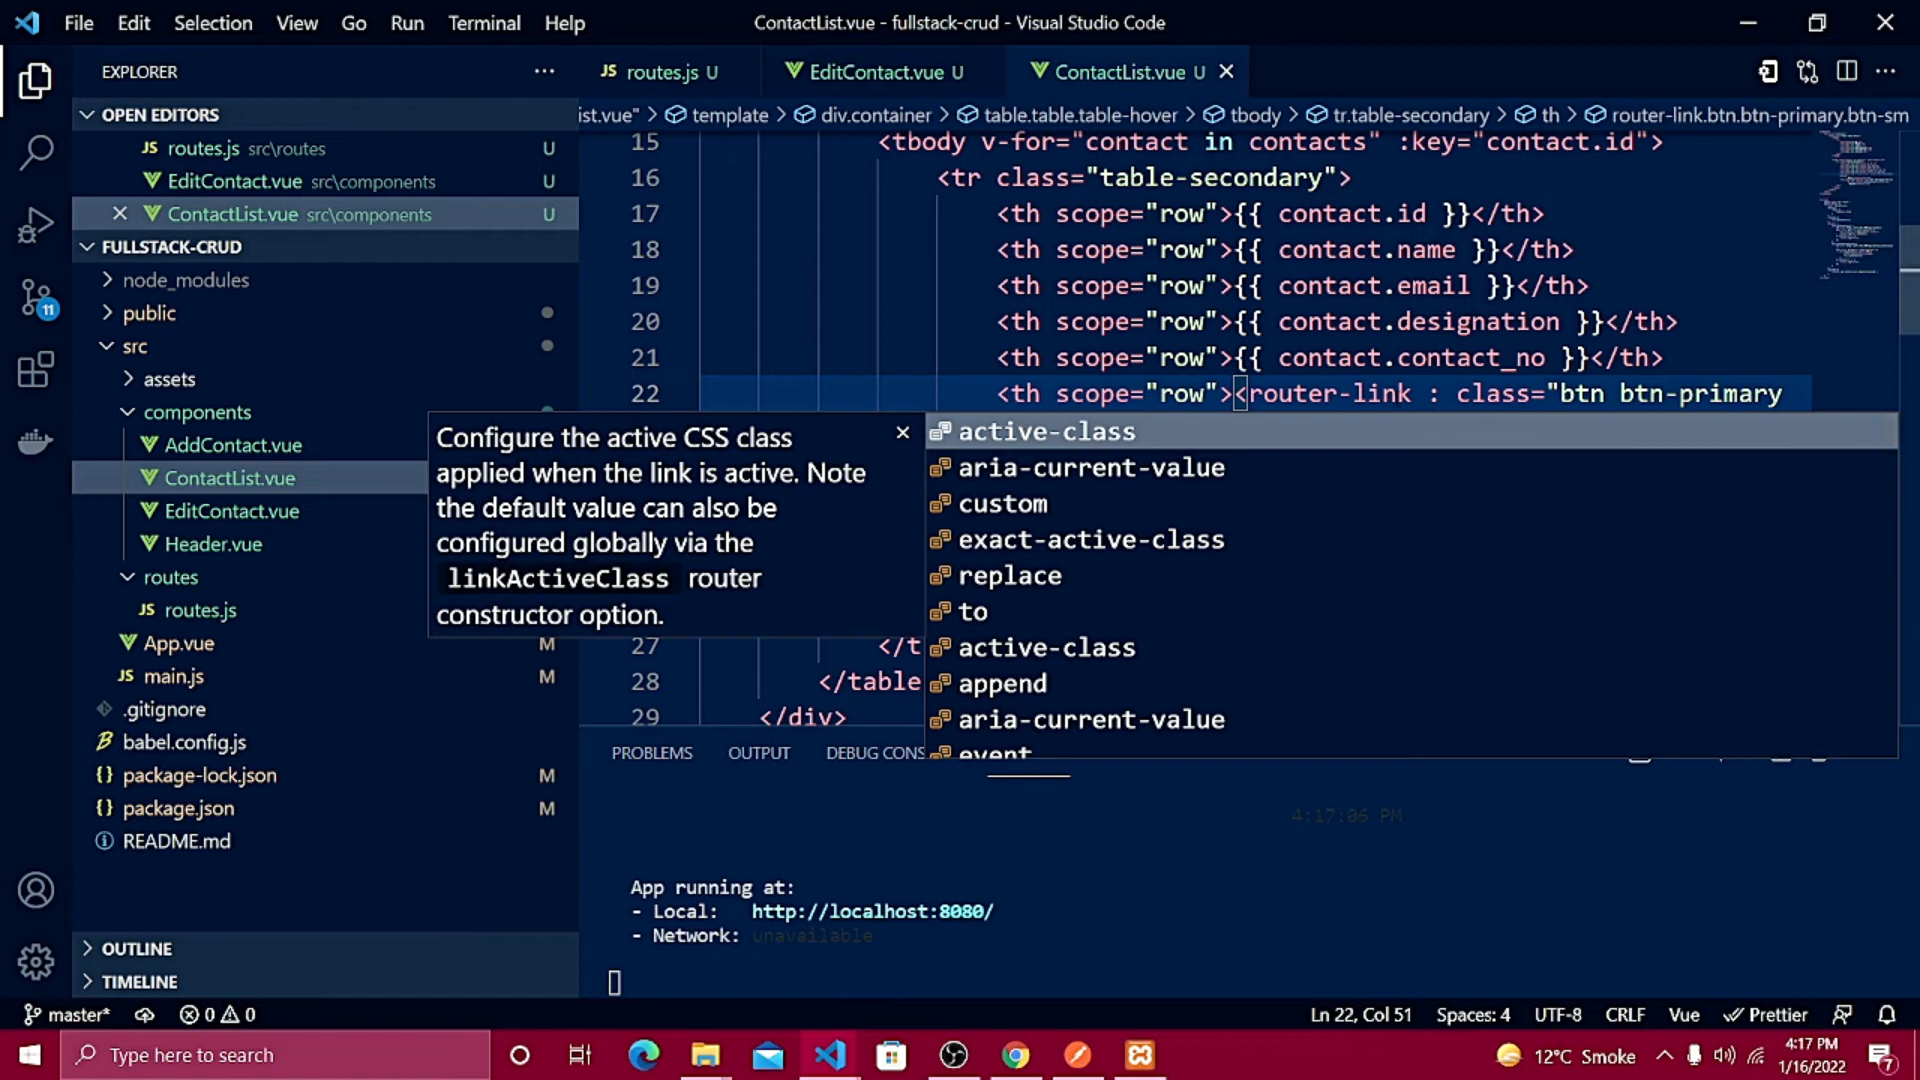 File Edit Selection View Go Run Terminal Help
ContactList.vue - fullstack-crud - Visual Studio Code
EXPLORER
JS routes.js U
EditContact.vue U
ContactList.vue U
OPEN EDITORS
JS routes.js src\routes U
EditContact.vue src\components U
ContactList.vue src\components U
FULLSTACK-CRUD
node_modules
public
src
assets
components
AddContact.vue
ContactList.vue
EditContact.vue
Header.vue
routes
JS routes.js
App.vue M
JS main.js M
.gitignore
babel.config.js
{} package-lock.json M
{} package.json M
README.md
OUTLINE
TIMELINE
11
ist.vue" > template > div.container > table.table.table-hover > tbody > tr.table-secondary > th > router-link.btn.btn-primary.btn-sm
15 <tbody v-for="contact in contacts" :key="contact.id">
16 <tr class="table-secondary">
17 <th scope="row">{{ contact.id }}</th>
18 <th scope="row">{{ contact.name }}</th>
19 <th scope="row">{{ contact.email }}</th>
20 <th scope="row">{{ contact.designation }}</th>
21 <th scope="row">{{ contact.contact_no }}</th>
22 <th scope="row"><router-link : class="btn btn-primary
Configure the active CSS class
applied when the link is active. Note
the default value can also be
configured globally via the
linkActiveClass router
constructor option.
active-class
aria-current-value
custom
exact-active-class
replace
to
active-class
append
aria-current-value
event
27 </t
28 </table
29 </div>
PROBLEMS OUTPUT DEBUG CONS
4:17:06 PM
App running at:
- Local: http://localhost:8080/
- Network: unavailable
master* 0 0
Ln 22, Col 51 Spaces: 4 UTF-8 CRLF Vue Prettier
Type here to search
12°C Smoke
4:17 PM
1/16/2022
7